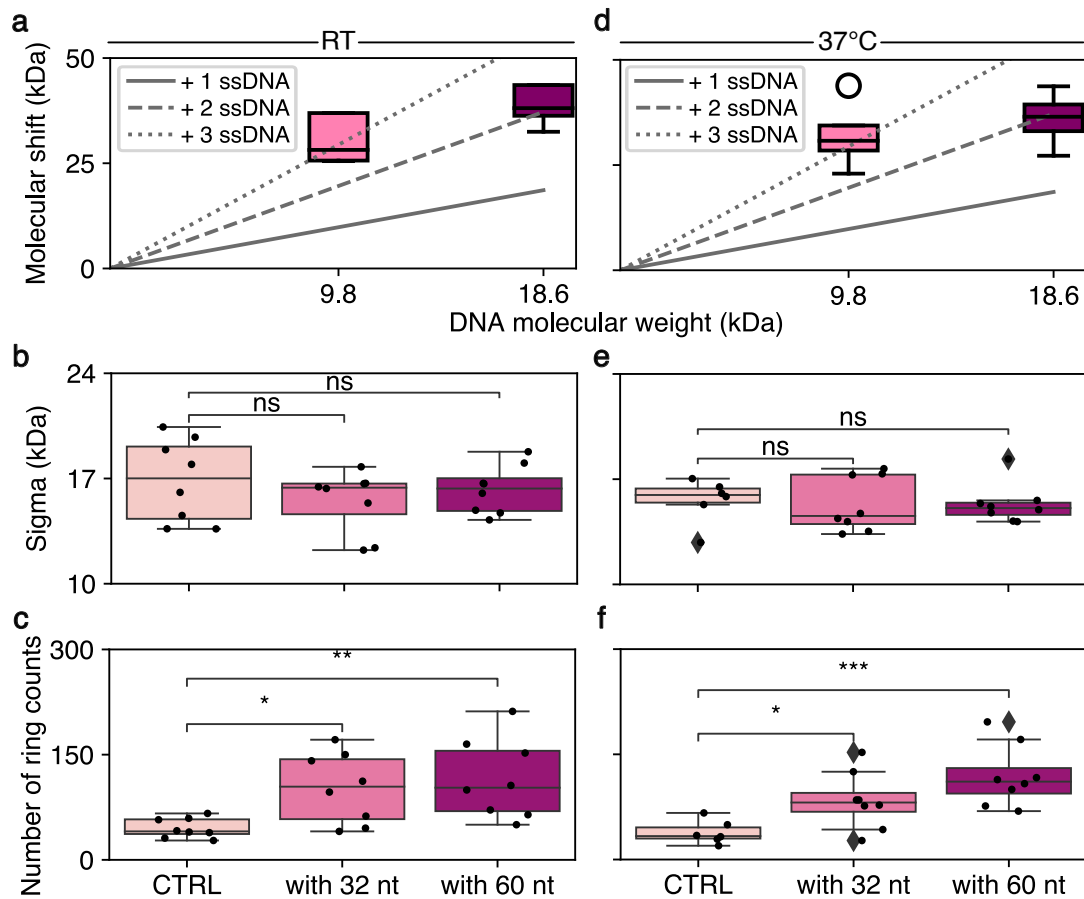 a
RT
Molecular shift (kDa)
50
25
0
+ 1 ssDNA
+ 2 ssDNA
+ 3 ssDNA
9.8
18.6
d
37°C
+ 1 ssDNA
+ 2 ssDNA
+ 3 ssDNA
9.8
18.6
DNA molecular weight (kDa)
b
Sigma (kDa)
24
17
10
ns
ns
e
ns
ns
c
Number of ring counts
300
150
0
**
*
CTRL
with 32 nt
with 60 nt
f
***
*
CTRL
with 32 nt
with 60 nt